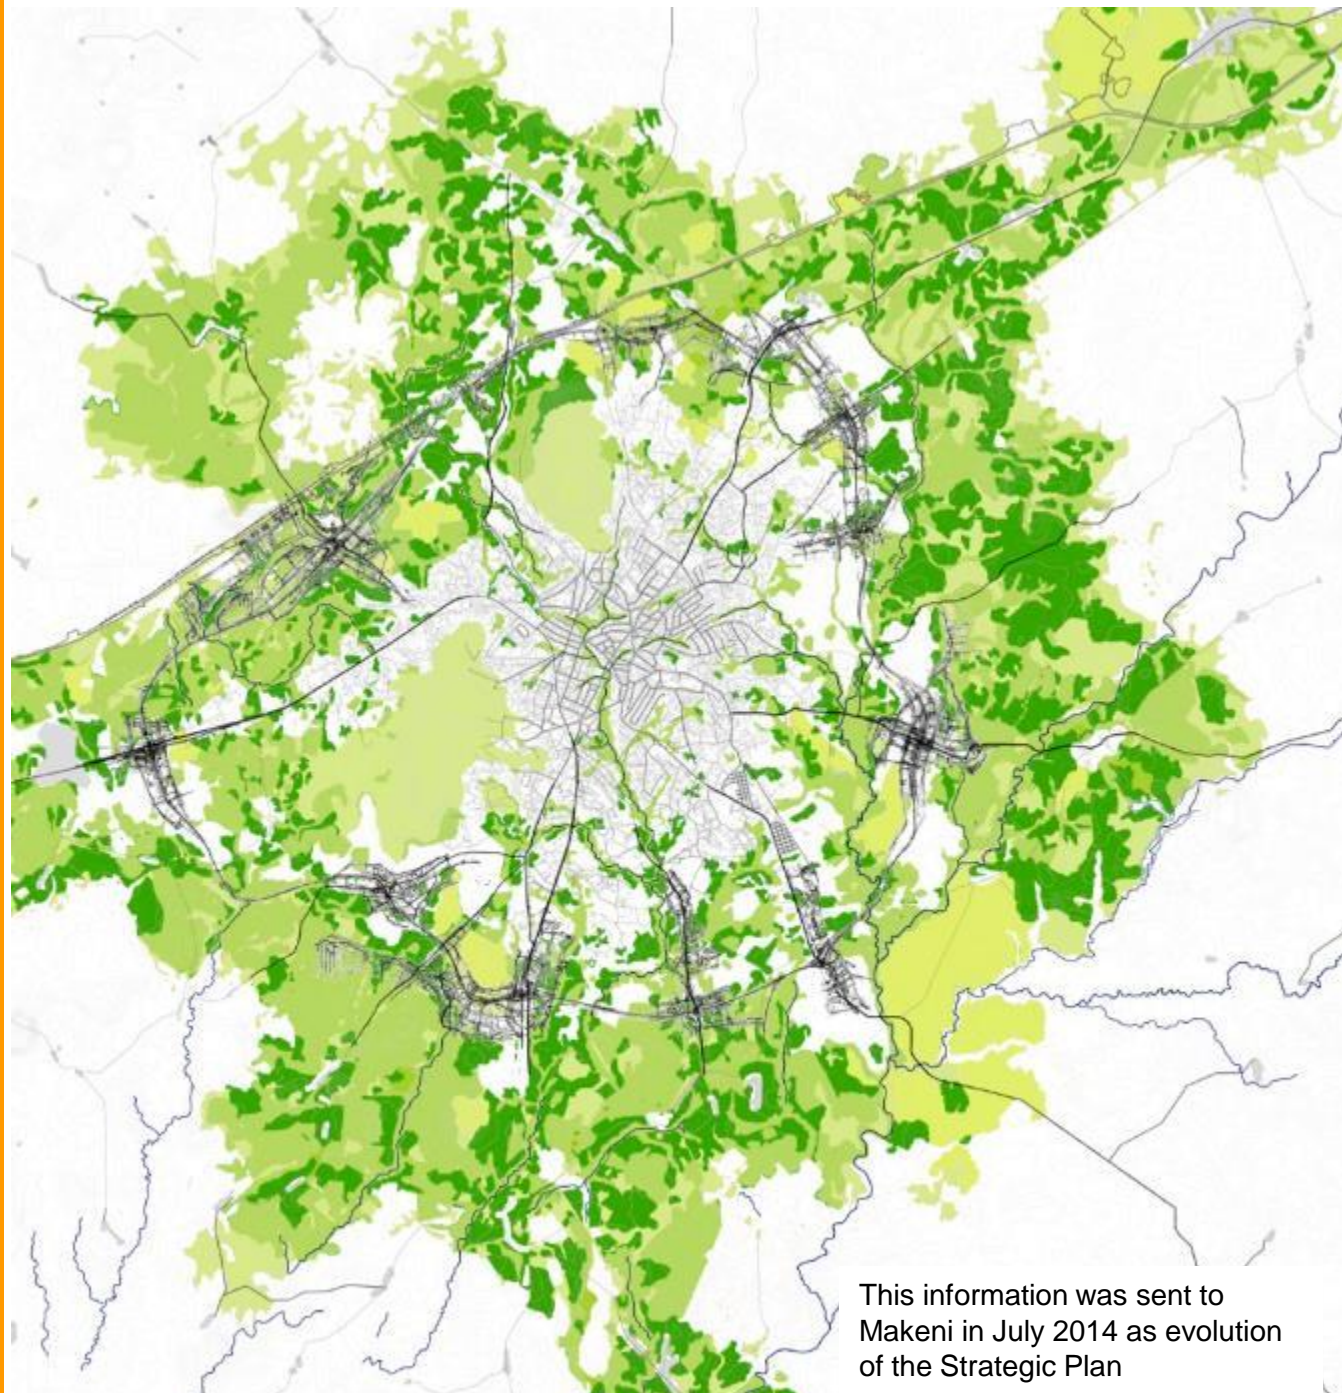 This information was sent to
Makeni in July 2014 as evolution
of the Strategic Plan